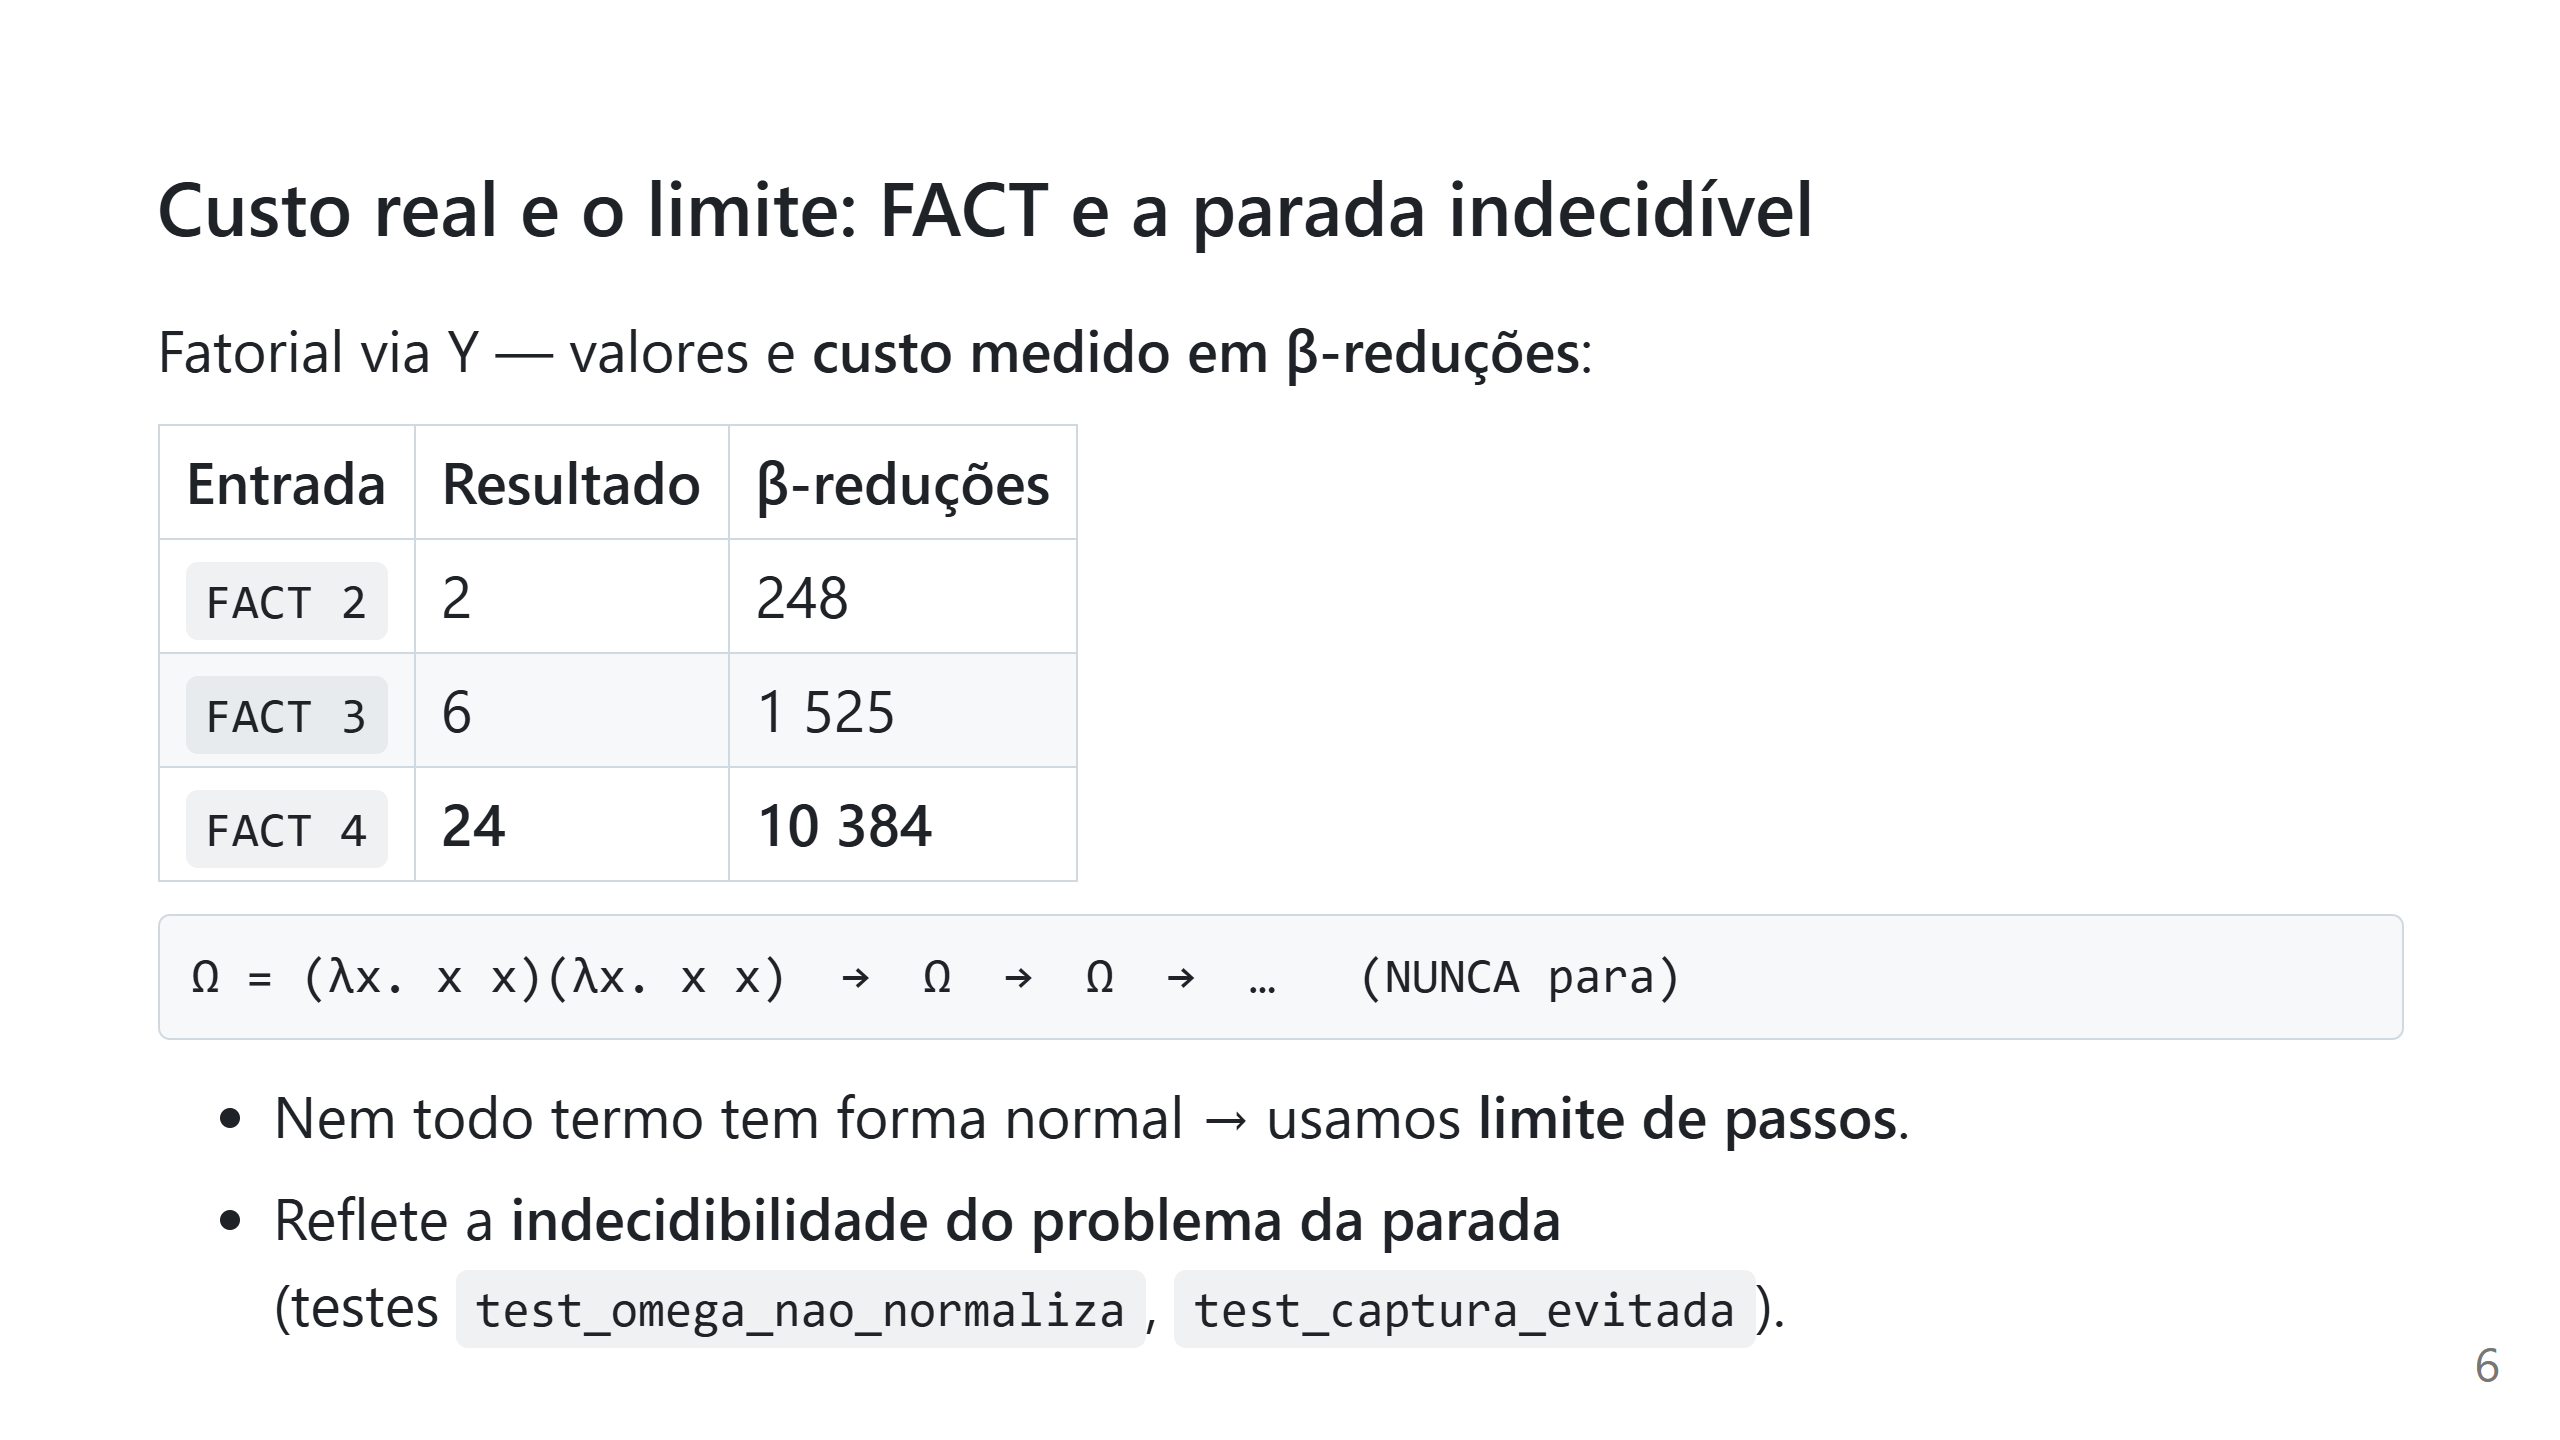 Custo real e o limite: FACT e a parada indecidível
Fatorial via Y — valores e custo medido em β-reduções:
Entrada Resultado β-reduções
FACT 2 2 248
FACT 3 6 1 525
FACT 4 24 10 384
Ω = (λx. x x)(λx. x x) → Ω → Ω → … (NUNCA para)
• Nem todo termo tem forma normal → usamos limite de passos.
• Reflete a indecidibilidade do problema da parada
(testes test_omega_nao_normaliza, test_captura_evitada).
6